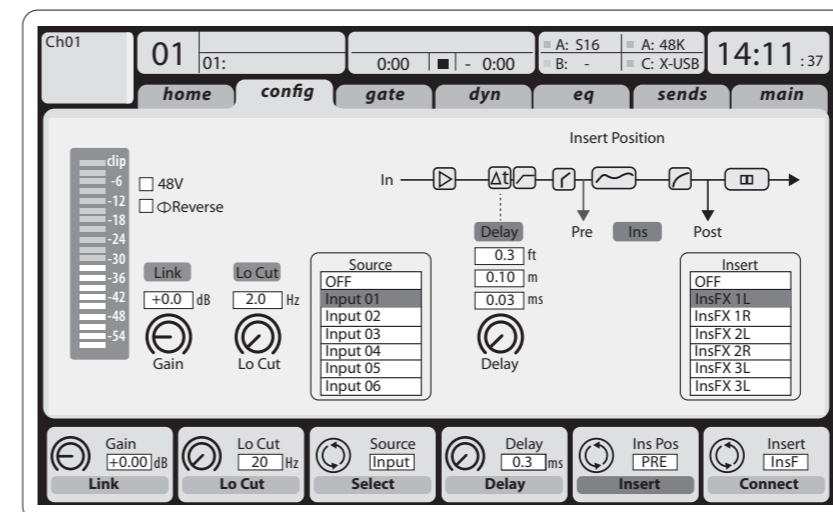 Ch01
01
01:
0:00
- 0:00
A: S16
B: -
A: 48K
C: X-USB
14:11 :37
home
config
gate
dyn
eq
sends
main
Insert Position
clip
-6
-12
-18
-24
-30
-36
-42
-48
-54
48V
ΦReverse
In
Δt
Pre
Ins
Post
Link
+0.0 dB
Gain
Lo Cut
2.0 Hz
Lo Cut
Source
OFF
Input 01
Input 02
Input 03
Input 04
Input 05
Input 06
Delay
0.3 ft
0.10 m
0.03 ms
Delay
Insert
OFF
InsFX 1L
InsFX 1R
InsFX 2L
InsFX 2R
InsFX 3L
InsFX 3L
Gain
+0.00 dB
Link
Lo Cut
20 Hz
Lo Cut
Source
Input
Select
Delay
0.3 ms
Delay
Ins Pos
PRE
Insert
Insert
InsF
Connect